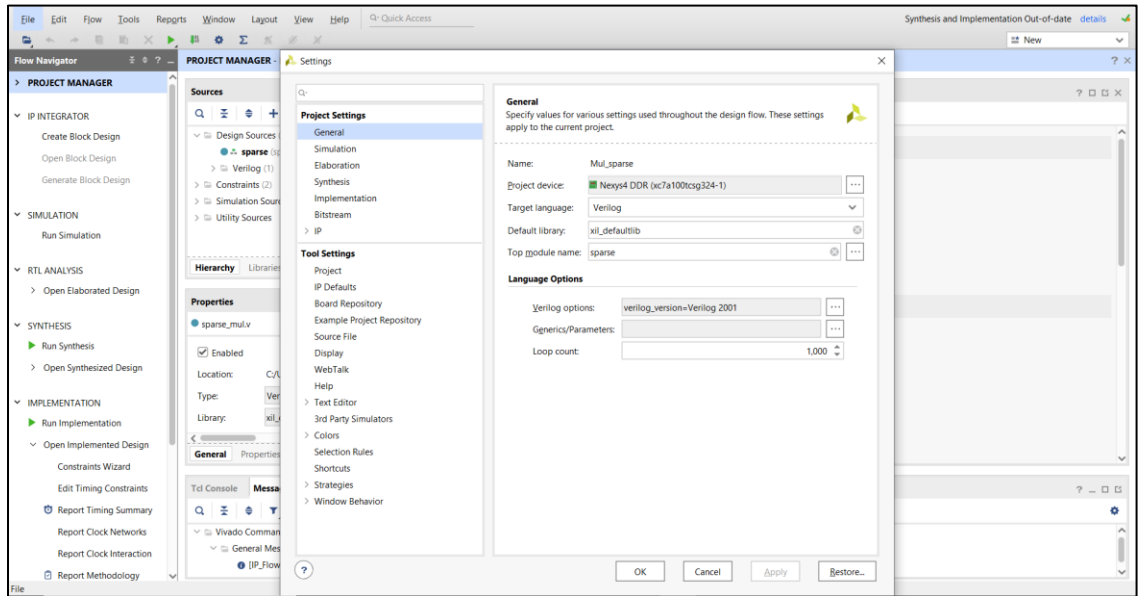 File Edit Flow Tools Reports Window Layout View Help Quick Access
Synthesis and Implementation Out-of-date details
New
Flow Navigator
PROJECT MANAGER
IP INTEGRATOR
Create Block Design
Open Block Design
Generate Block Design
SIMULATION
Run Simulation
RTL ANALYSIS
Open Elaborated Design
SYNTHESIS
Run Synthesis
Open Synthesized Design
IMPLEMENTATION
Run Implementation
Open Implemented Design
Constraints Wizard
Edit Timing Constraints
Report Timing Summary
Report Clock Networks
Report Clock Interaction
Report Methodology
File
PROJECT MANAGER -
Sources
Design Sources (
sparse (sp
Verilog (1)
Constraints (2)
Simulation Sour
Utility Sources
Hierarchy Libraries
Properties
sparse_mul.v
Enabled
Location: C:/U
Type: Ver
Library: xil_
General Properties
Tcl Console Messa
Vivado Comman
General Mes
[IP_Flow
Settings
Project Settings
General
Simulation
Elaboration
Synthesis
Implementation
Bitstream
IP
Tool Settings
Project
IP Defaults
Board Repository
Example Project Repository
Source File
Display
WebTalk
Help
Text Editor
3rd Party Simulators
Colors
Selection Rules
Shortcuts
Strategies
Window Behavior
General
Specify values for various settings used throughout the design flow. These settings
apply to the current project.
Name: Mul_sparse
Project device: Nexys4 DDR (xc7a100tcsg324-1)
Target language: Verilog
Default library: xil_defaultlib
Top module name: sparse
Language Options
Verilog options: verilog_version=Verilog 2001
Generics/Parameters:
Loop count: 1,000
OK Cancel Apply Restore...